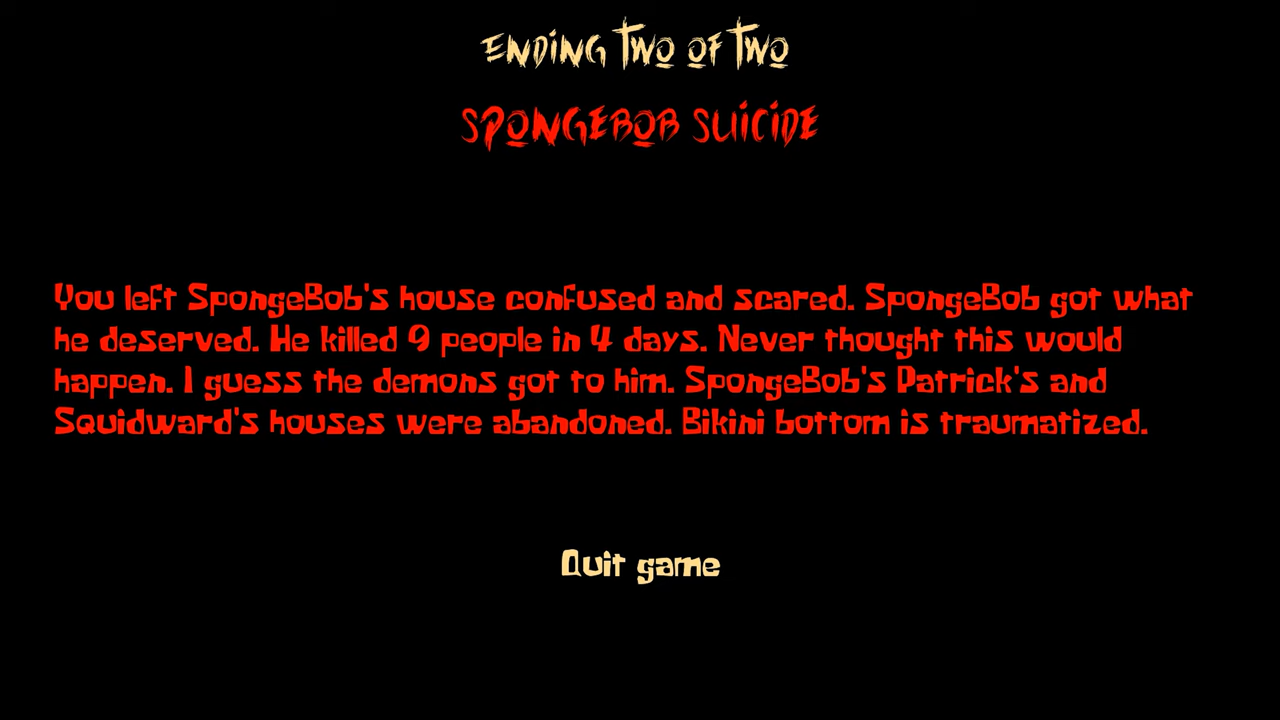 Ending Two of Two
SpongeBob Suicide
You left SpongeBob's house confused and scared. SpongeBob got what
he deserved. He killed 9 people in 4 days. Never thought this would
happen. I guess the demons got to him. SpongeBob's Patrick's and
Squidward's houses were abandoned. Bikini bottom is traumatized.
Quit game